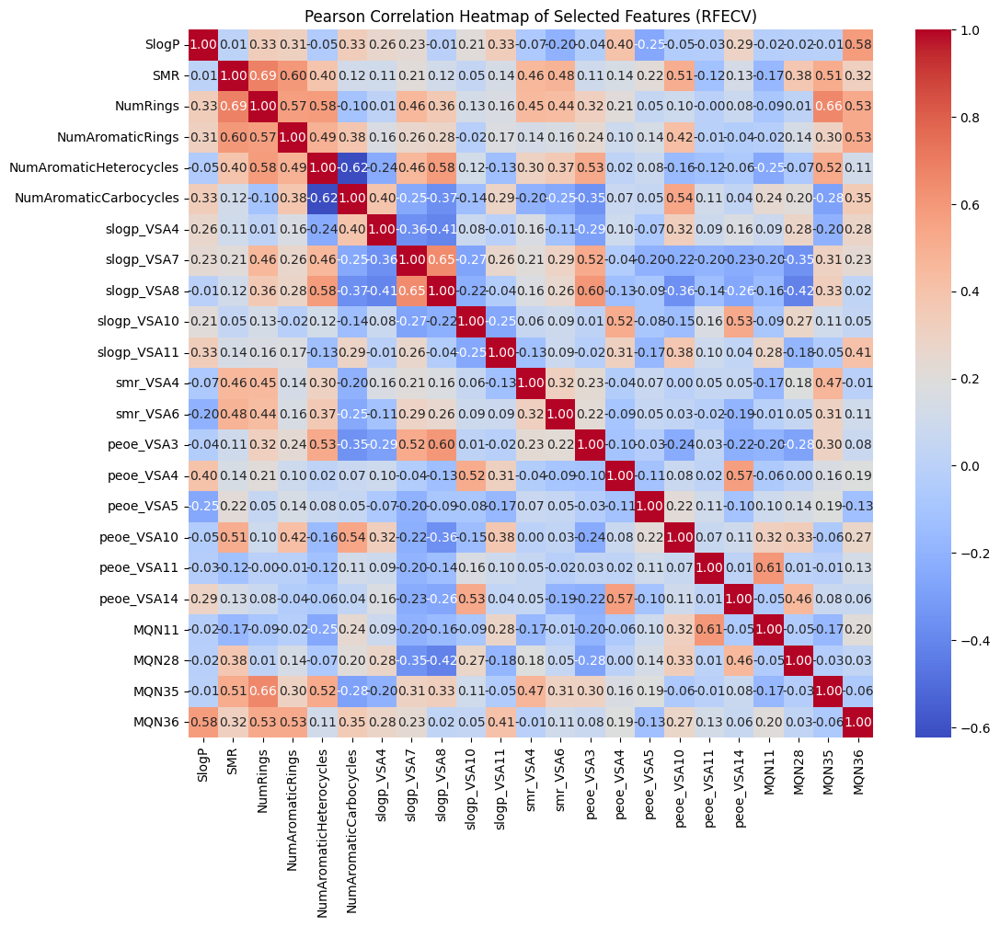 Pearson Correlation Heatmap of Selected Features (RFECV)
SlogP 1.00 0.01 0.33 0.31 -0.05 0.33 0.26 0.23 -0.01 0.21 0.33 -0.07 -0.20 -0.04 0.40 -0.25 -0.05 -0.03 0.29 -0.02 -0.02 -0.01 0.58
SMR 0.01 1.00 0.69 0.60 0.40 0.12 0.11 0.21 0.12 0.05 0.14 0.46 0.48 0.11 0.14 0.22 0.51 -0.12 0.13 -0.17 0.38 0.51 0.32
NumRings 0.33 0.69 1.00 0.57 0.58 -0.10 0.01 0.46 0.36 0.13 0.16 0.45 0.44 0.32 0.21 0.05 0.10 -0.00 0.08 -0.09 0.01 0.66 0.53
NumAromaticRings 0.31 0.60 0.57 1.00 0.49 0.38 0.16 0.26 0.28 -0.02 0.17 0.14 0.16 0.24 0.10 0.14 0.42 -0.01 -0.04 -0.02 0.14 0.30 0.53
NumAromaticHeterocycles -0.05 0.40 0.58 0.49 1.00 -0.62 -0.24 0.46 0.58 0.12 -0.13 0.30 0.37 0.53 0.02 0.08 -0.16 -0.12 -0.06 -0.25 -0.07 0.52 0.11
NumAromaticCarbocycles 0.33 0.12 -0.10 0.38 -0.62 1.00 0.40 -0.25 -0.37 -0.14 0.29 -0.20 -0.25 -0.35 0.07 0.05 0.54 0.11 0.04 0.24 0.20 -0.28 0.35
slogp_VSA4 0.26 0.11 0.01 0.16 -0.24 0.40 1.00 -0.36 -0.41 0.08 -0.01 0.16 -0.11 -0.29 0.10 -0.07 0.32 0.09 0.16 0.09 0.28 -0.20 0.28
slogp_VSA7 0.23 0.21 0.46 0.26 0.46 -0.25 -0.36 1.00 0.65 -0.27 0.26 0.21 0.29 0.52 -0.04 -0.20 -0.22 -0.20 -0.23 -0.20 -0.35 0.31 0.23
slogp_VSA8 -0.01 0.12 0.36 0.28 0.58 -0.37 -0.41 0.65 1.00 -0.22 -0.04 0.16 0.26 0.60 -0.13 -0.09 -0.36 -0.14 -0.26 -0.16 -0.42 0.33 0.02
slogp_VSA10 0.21 0.05 0.13 -0.02 0.12 -0.14 0.08 -0.27 -0.22 1.00 -0.25 0.06 0.09 0.01 0.52 -0.08 -0.15 0.16 0.53 -0.09 0.27 0.11 0.05
slogp_VSA11 0.33 0.14 0.16 0.17 -0.13 0.29 -0.01 0.26 -0.04 -0.25 1.00 -0.13 0.09 -0.02 0.31 -0.17 0.38 0.10 0.04 0.28 -0.18 -0.05 0.41
smr_VSA4 -0.07 0.46 0.45 0.14 0.30 -0.20 0.16 0.21 0.16 0.06 -0.13 1.00 0.32 0.23 -0.04 0.07 0.00 0.05 0.05 -0.17 0.18 0.47 -0.01
smr_VSA6 -0.20 0.48 0.44 0.16 0.37 -0.25 -0.11 0.29 0.26 0.09 0.09 0.32 1.00 0.22 -0.09 0.05 0.03 -0.02 -0.19 -0.01 0.05 0.31 0.11
peoe_VSA3 -0.04 0.11 0.32 0.24 0.53 -0.35 -0.29 0.52 0.60 0.01 -0.02 0.23 0.22 1.00 -0.10 -0.03 -0.24 0.03 -0.22 -0.20 -0.28 0.30 0.08
peoe_VSA4 0.40 0.14 0.21 0.10 0.02 0.07 0.10 -0.04 -0.13 0.52 0.31 -0.04 -0.09 -0.10 1.00 -0.11 0.08 0.02 0.57 -0.06 0.00 0.16 0.19
peoe_VSA5 -0.25 0.22 0.05 0.14 0.08 0.05 -0.07 -0.20 -0.09 -0.08 -0.17 0.07 0.05 -0.03 -0.11 1.00 0.22 0.11 -0.10 0.10 0.14 0.19 -0.13
peoe_VSA10 -0.05 0.51 0.10 0.42 -0.16 0.54 0.32 -0.22 -0.36 -0.15 0.38 0.00 0.03 -0.24 0.08 0.22 1.00 0.07 0.11 0.32 0.33 -0.06 0.27
peoe_VSA11 -0.03 -0.12 -0.00 -0.01 -0.12 0.11 0.09 -0.20 -0.14 0.16 0.10 0.05 -0.02 0.03 0.02 0.11 0.07 1.00 0.01 0.61 0.01 -0.01 0.13
peoe_VSA14 0.29 0.13 0.08 -0.04 -0.06 0.04 0.16 -0.23 -0.26 0.53 0.04 0.05 -0.19 -0.22 0.57 -0.10 0.11 0.01 1.00 -0.05 0.46 0.08 0.06
MQN11 -0.02 -0.17 -0.09 -0.02 -0.25 0.24 0.09 -0.20 -0.16 -0.09 0.28 -0.17 -0.01 -0.20 -0.06 0.10 0.32 0.61 -0.05 1.00 -0.05 -0.17 0.20
MQN28 -0.02 0.38 0.01 0.14 -0.07 0.20 0.28 -0.35 -0.42 0.27 -0.18 0.18 0.05 -0.28 0.00 0.14 0.33 0.01 0.46 -0.05 1.00 -0.03 0.03
MQN35 -0.01 0.51 0.66 0.30 0.52 -0.28 -0.20 0.31 0.33 0.11 -0.05 0.47 0.31 0.30 0.16 0.19 -0.06 -0.01 0.08 -0.17 -0.03 1.00 -0.06
MQN36 0.58 0.32 0.53 0.53 0.11 0.35 0.28 0.23 0.02 0.05 0.41 -0.01 0.11 0.08 0.19 -0.13 0.27 0.13 0.06 0.20 0.03 -0.06 1.00
SlogP
SMR
NumRings
NumAromaticRings
NumAromaticHeterocycles
NumAromaticCarbocycles
slogp_VSA4
slogp_VSA7
slogp_VSA8
slogp_VSA10
slogp_VSA11
smr_VSA4
smr_VSA6
peoe_VSA3
peoe_VSA4
peoe_VSA5
peoe_VSA10
peoe_VSA11
peoe_VSA14
MQN11
MQN28
MQN35
MQN36
1.0
0.8
0.6
0.4
0.2
0.0
−0.2
−0.4
−0.6